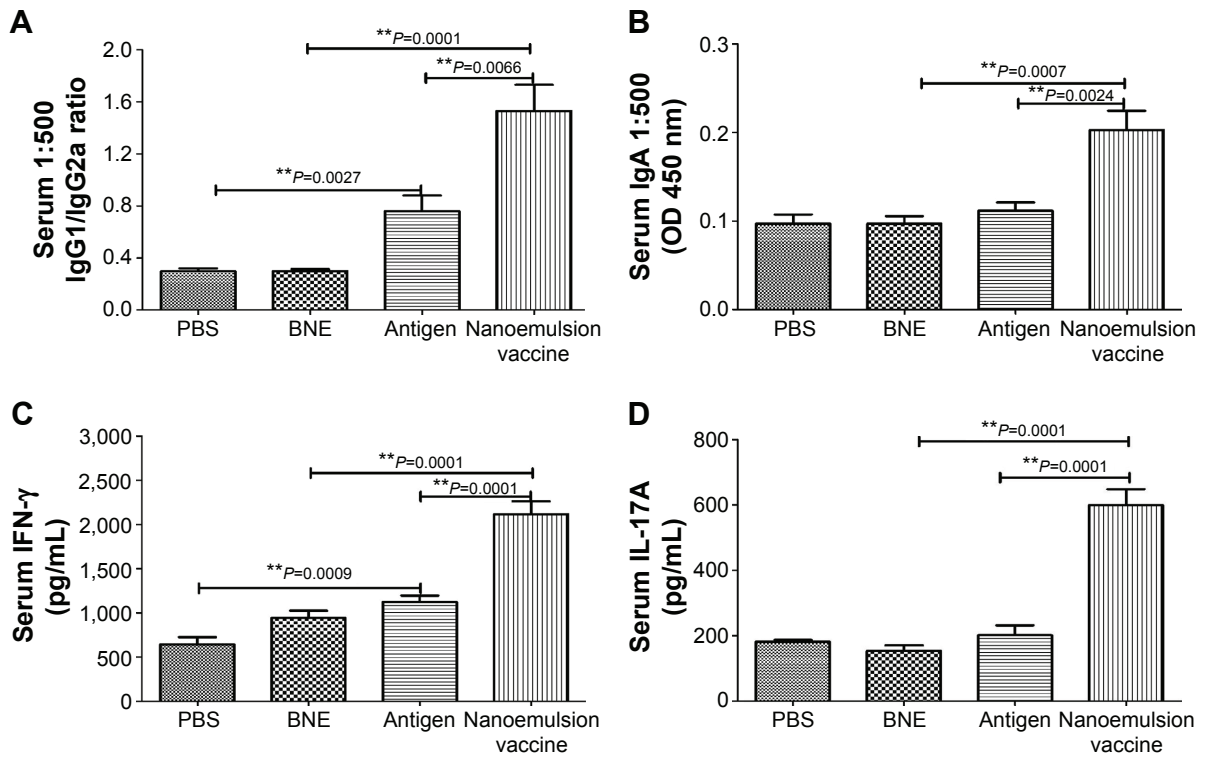 A
Serum 1:500
IgG1/IgG2a ratio
2.0
1.6
1.2
0.8
0.4
0.0
**P=0.0001
**P=0.0066
**P=0.0027
PBS
BNE
Antigen
Nanoemulsion
vaccine
B
Serum IgA 1:500
(OD 450 nm)
0.3
0.2
0.1
0.0
**P=0.0007
**P=0.0024
PBS
BNE
Antigen
Nanoemulsion
vaccine
C
Serum IFN-γ
(pg/mL)
3,000
2,500
2,000
1,500
1,000
500
0
**P=0.0001
**P=0.0001
**P=0.0009
PBS
BNE
Antigen
Nanoemulsion
vaccine
D
Serum IL-17A
(pg/mL)
800
600
400
200
0
**P=0.0001
**P=0.0001
PBS
BNE
Antigen
Nanoemulsion
vaccine